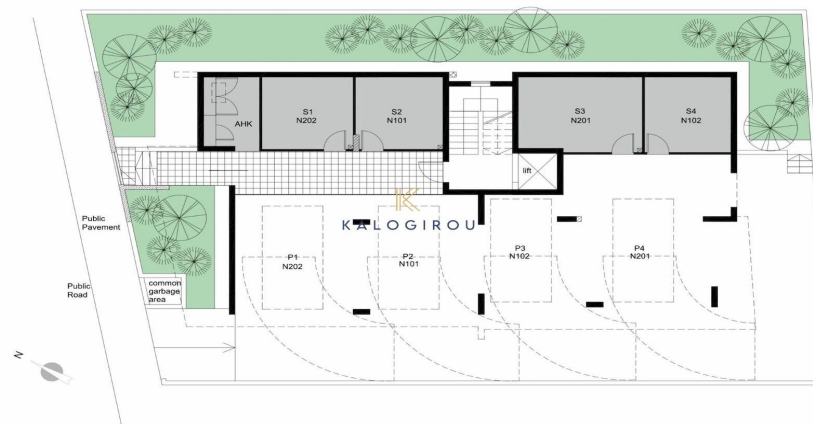 AHK
S1
N202
S2
N101
S3
N201
S4
N102
lift
KALOGIROU
P1
N202
P2
N101
P3
N102
P4
N201
Public
Pavement
Public
Road
common
garbage
area
N